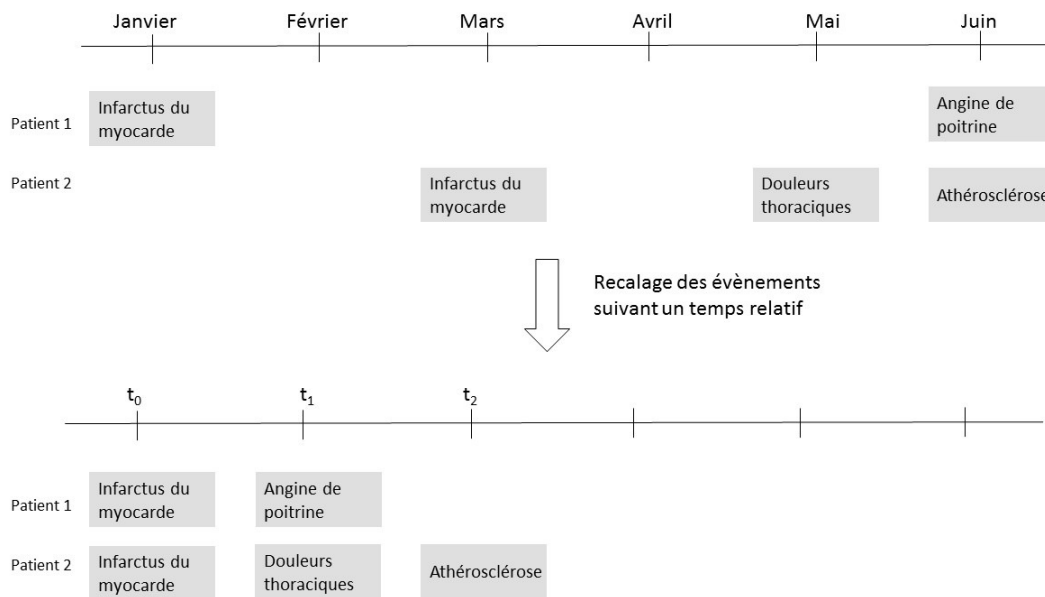 Janvier Février Mars Avril Mai Juin
Patient 1
Infarctus du
myocarde
Angine de
poitrine
Patient 2
Infarctus du
myocarde
Douleurs
thoraciques
Athérosclérose
Recalage des évènements
suivant un temps relatif
t₀ t₁ t₂
Patient 1
Infarctus du
myocarde
Angine de
poitrine
Patient 2
Infarctus du
myocarde
Douleurs
thoraciques
Athérosclérose